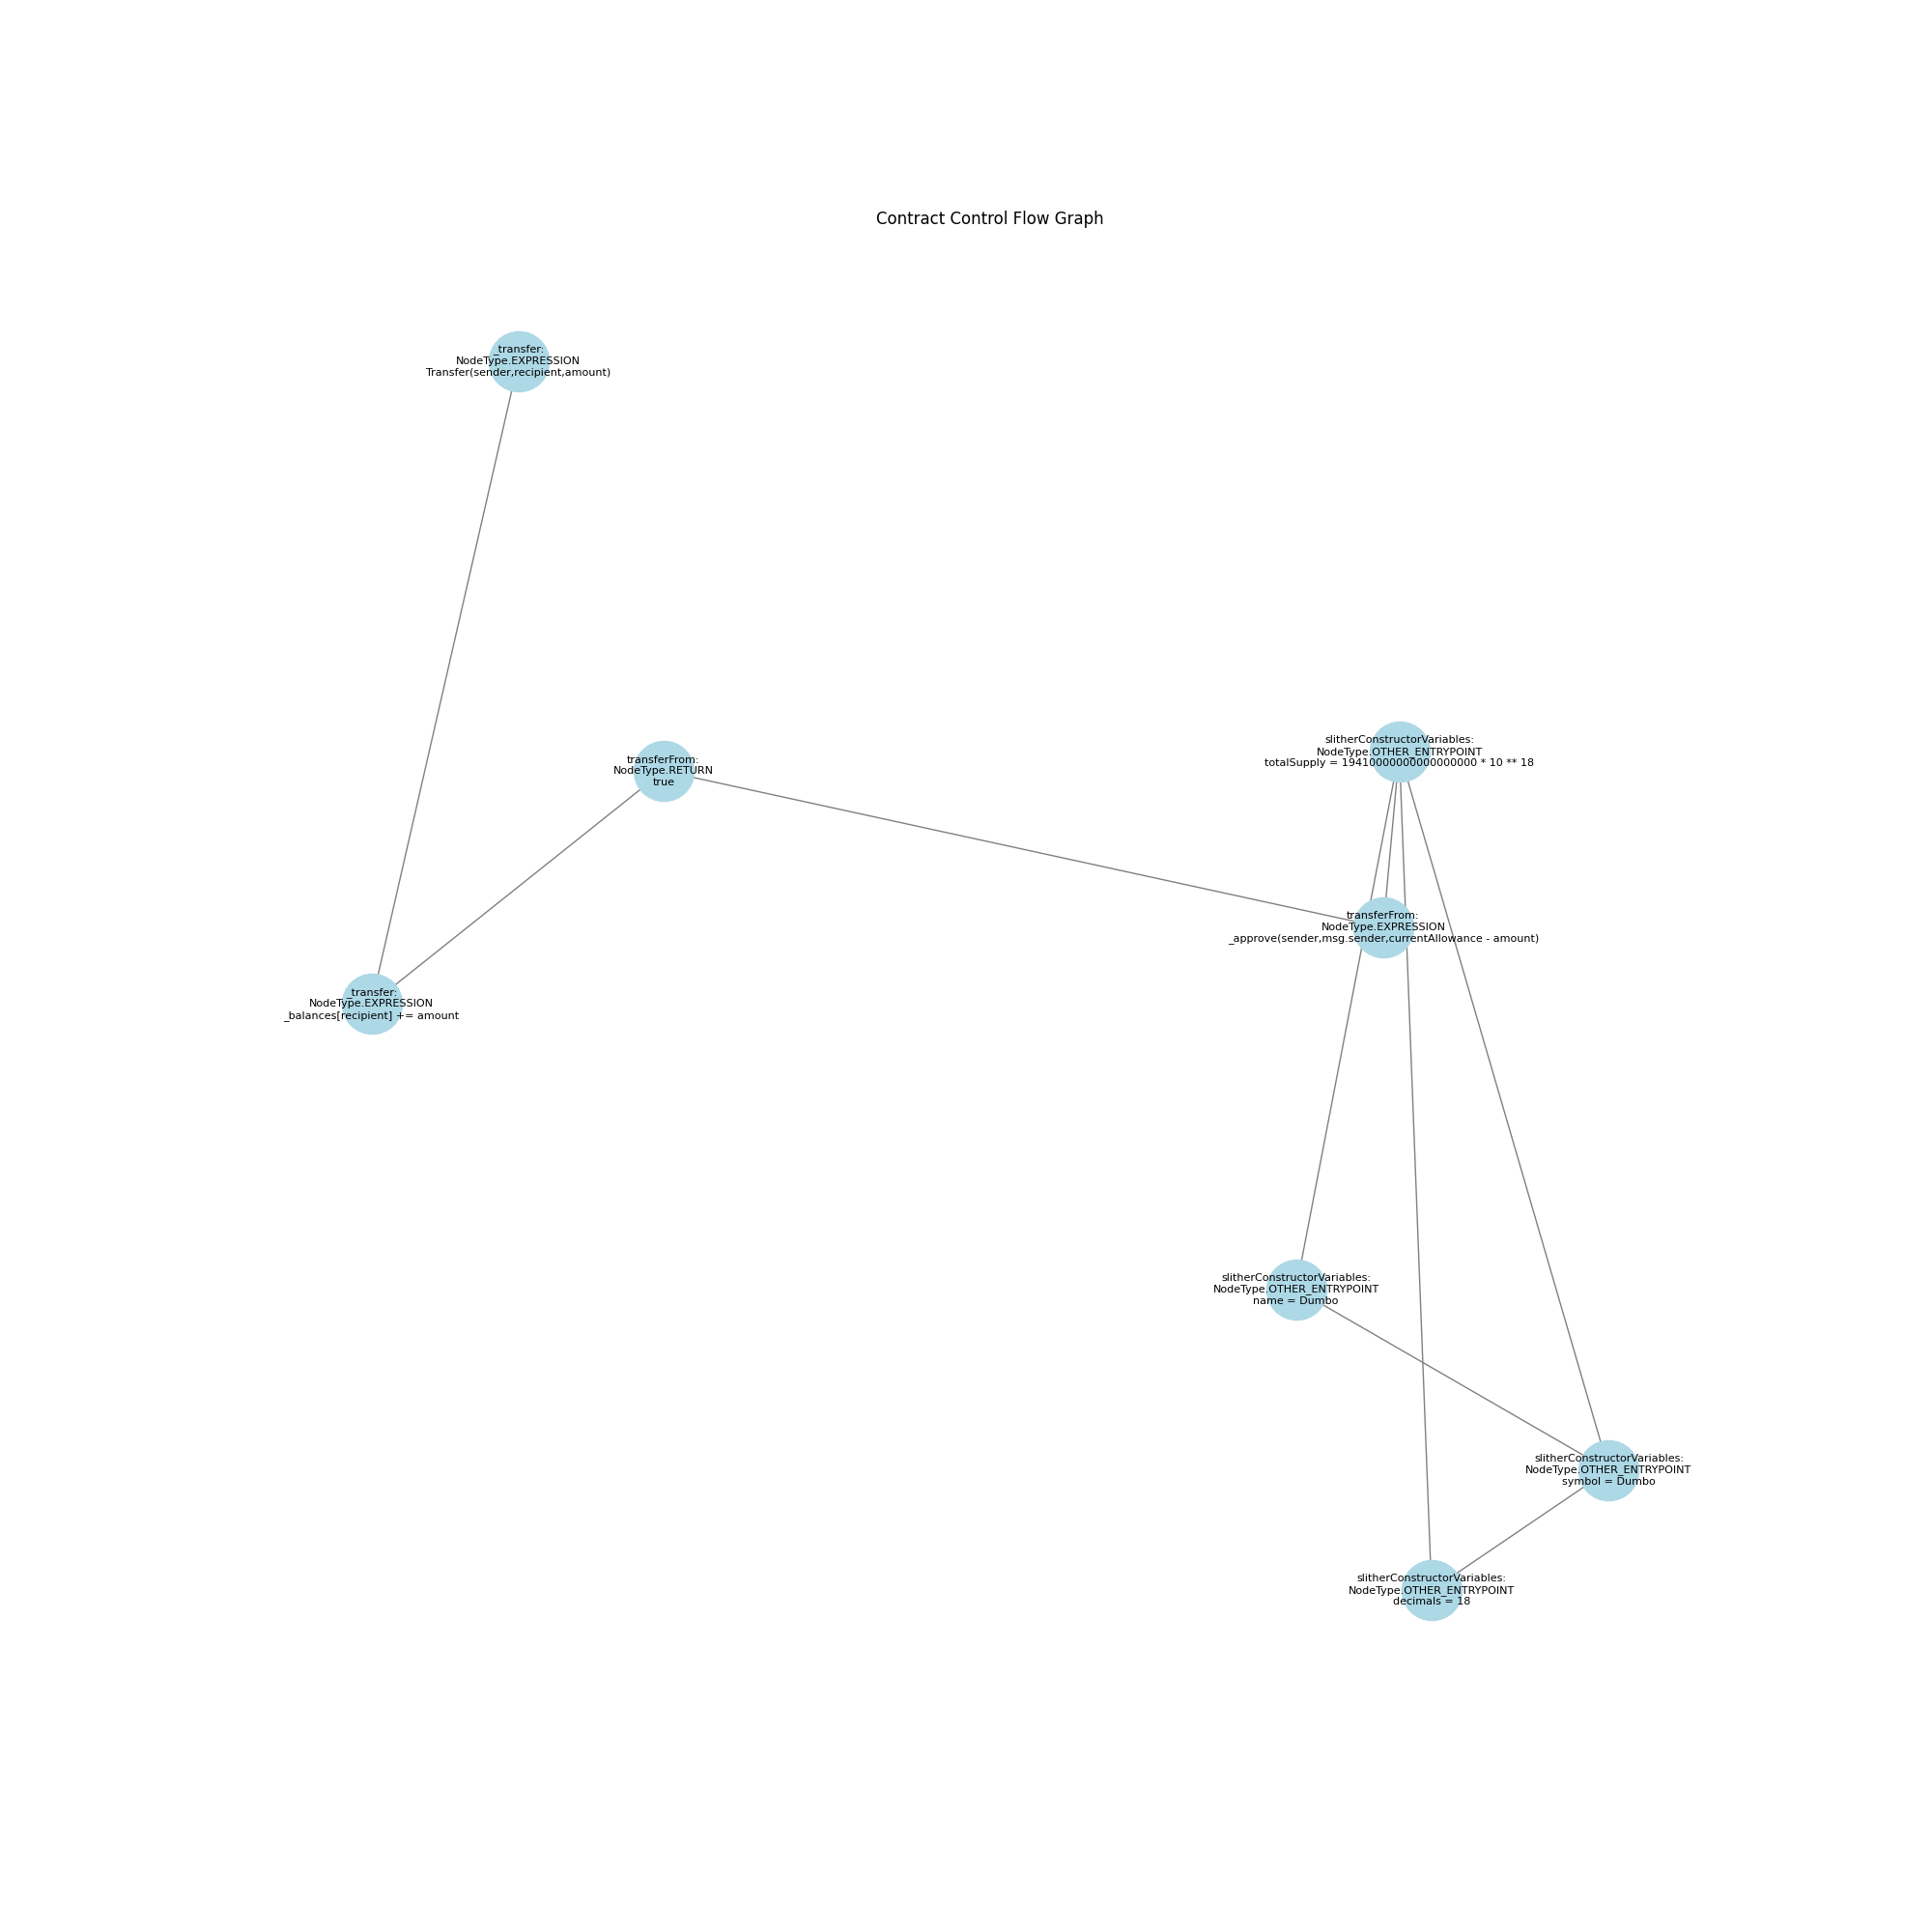 Contract Control Flow Graph
_transfer:
NodeType.EXPRESSION
Transfer(sender,recipient,amount)
slitherConstructorVariables:
NodeType.OTHER_ENTRYPOINT
totalSupply = 19410000000000000000 * 10 ** 18
transferFrom:
NodeType.RETURN
true
transferFrom:
NodeType.EXPRESSION
_approve(sender,msg.sender,currentAllowance - amount)
_transfer:
NodeType.EXPRESSION
_balances[recipient] += amount
slitherConstructorVariables:
NodeType.OTHER_ENTRYPOINT
name = Dumbo
slitherConstructorVariables:
NodeType.OTHER_ENTRYPOINT
symbol = Dumbo
slitherConstructorVariables:
NodeType.OTHER_ENTRYPOINT
decimals = 18